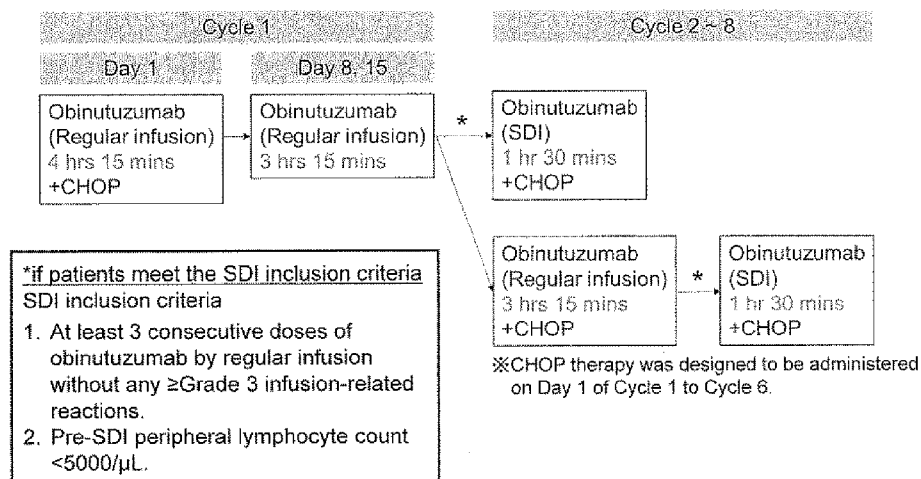 Cycle 1
Cycle 2 ~ 8
Day 1
Day 8, 15
Obinutuzumab
(Regular infusion)
4 hrs 15 mins
+CHOP
Obinutuzumab
(Regular infusion)
3 hrs 15 mins
*
Obinutuzumab
(SDI)
1 hr 30 mins
+CHOP
Obinutuzumab
(Regular infusion)
3 hrs 15 mins
+CHOP
*
Obinutuzumab
(SDI)
1 hr 30 mins
+CHOP
※CHOP therapy was designed to be administered
on Day 1 of Cycle 1 to Cycle 6.
*if patients meet the SDI inclusion criteria
SDI inclusion criteria
1. At least 3 consecutive doses of
obinutuzumab by regular infusion
without any ≥Grade 3 infusion-related
reactions.
2. Pre-SDI peripheral lymphocyte count
<5000/μL.